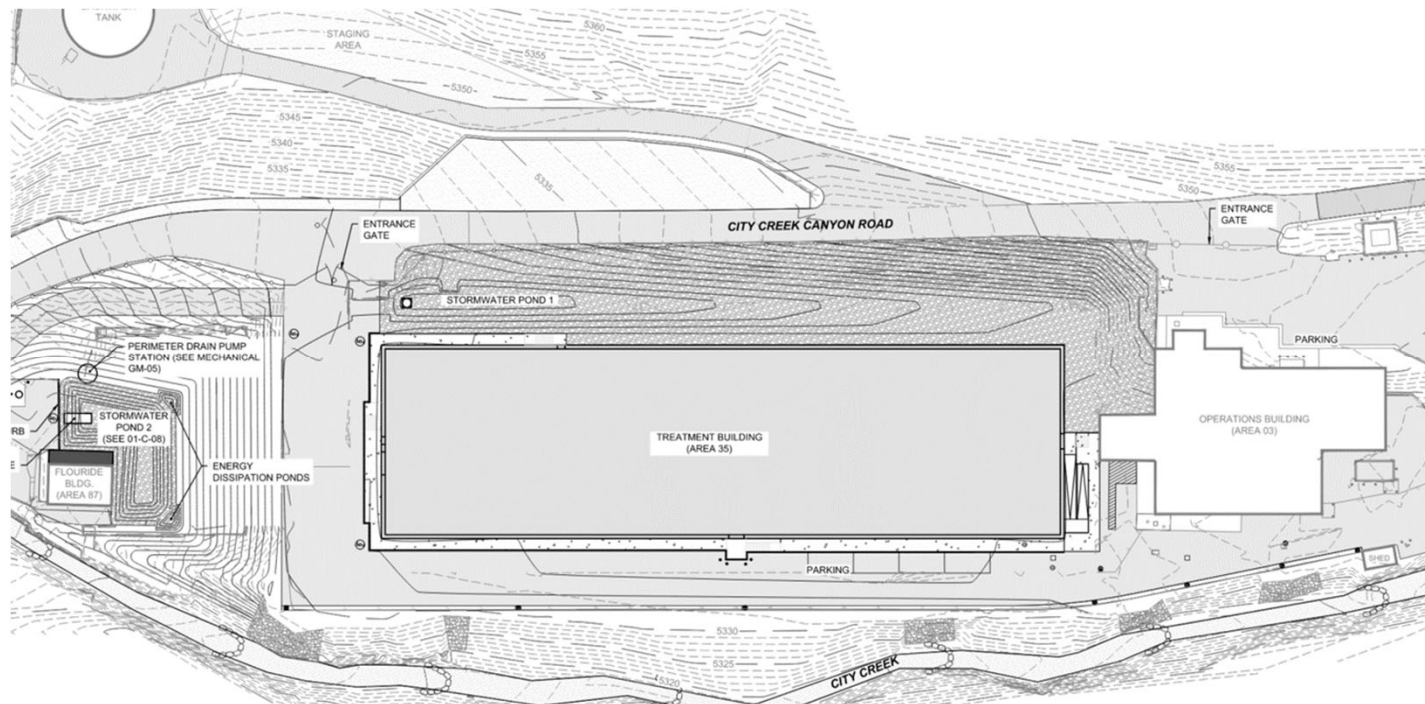 TANK
STAGING
AREA
5360
5355
5350
5345
5340
5335
5335
5355
5350
ENTRANCE
GATE
CITY CREEK CANYON ROAD
ENTRANCE
GATE
STORMWATER POND 1
PERIMETER DRAIN PUMP
STATION (SEE MECHANICAL
GM-05)
PARKING
STORMWATER
POND 2
(SEE 01-C-08)
RB
E
FLOURIDE
BLDG.
(AREA 87)
ENERGY
DISSIPATION PONDS
TREATMENT BUILDING
(AREA 35)
OPERATIONS BUILDING
(AREA 03)
PARKING
SHED
5330
5325
5320
CITY CREEK